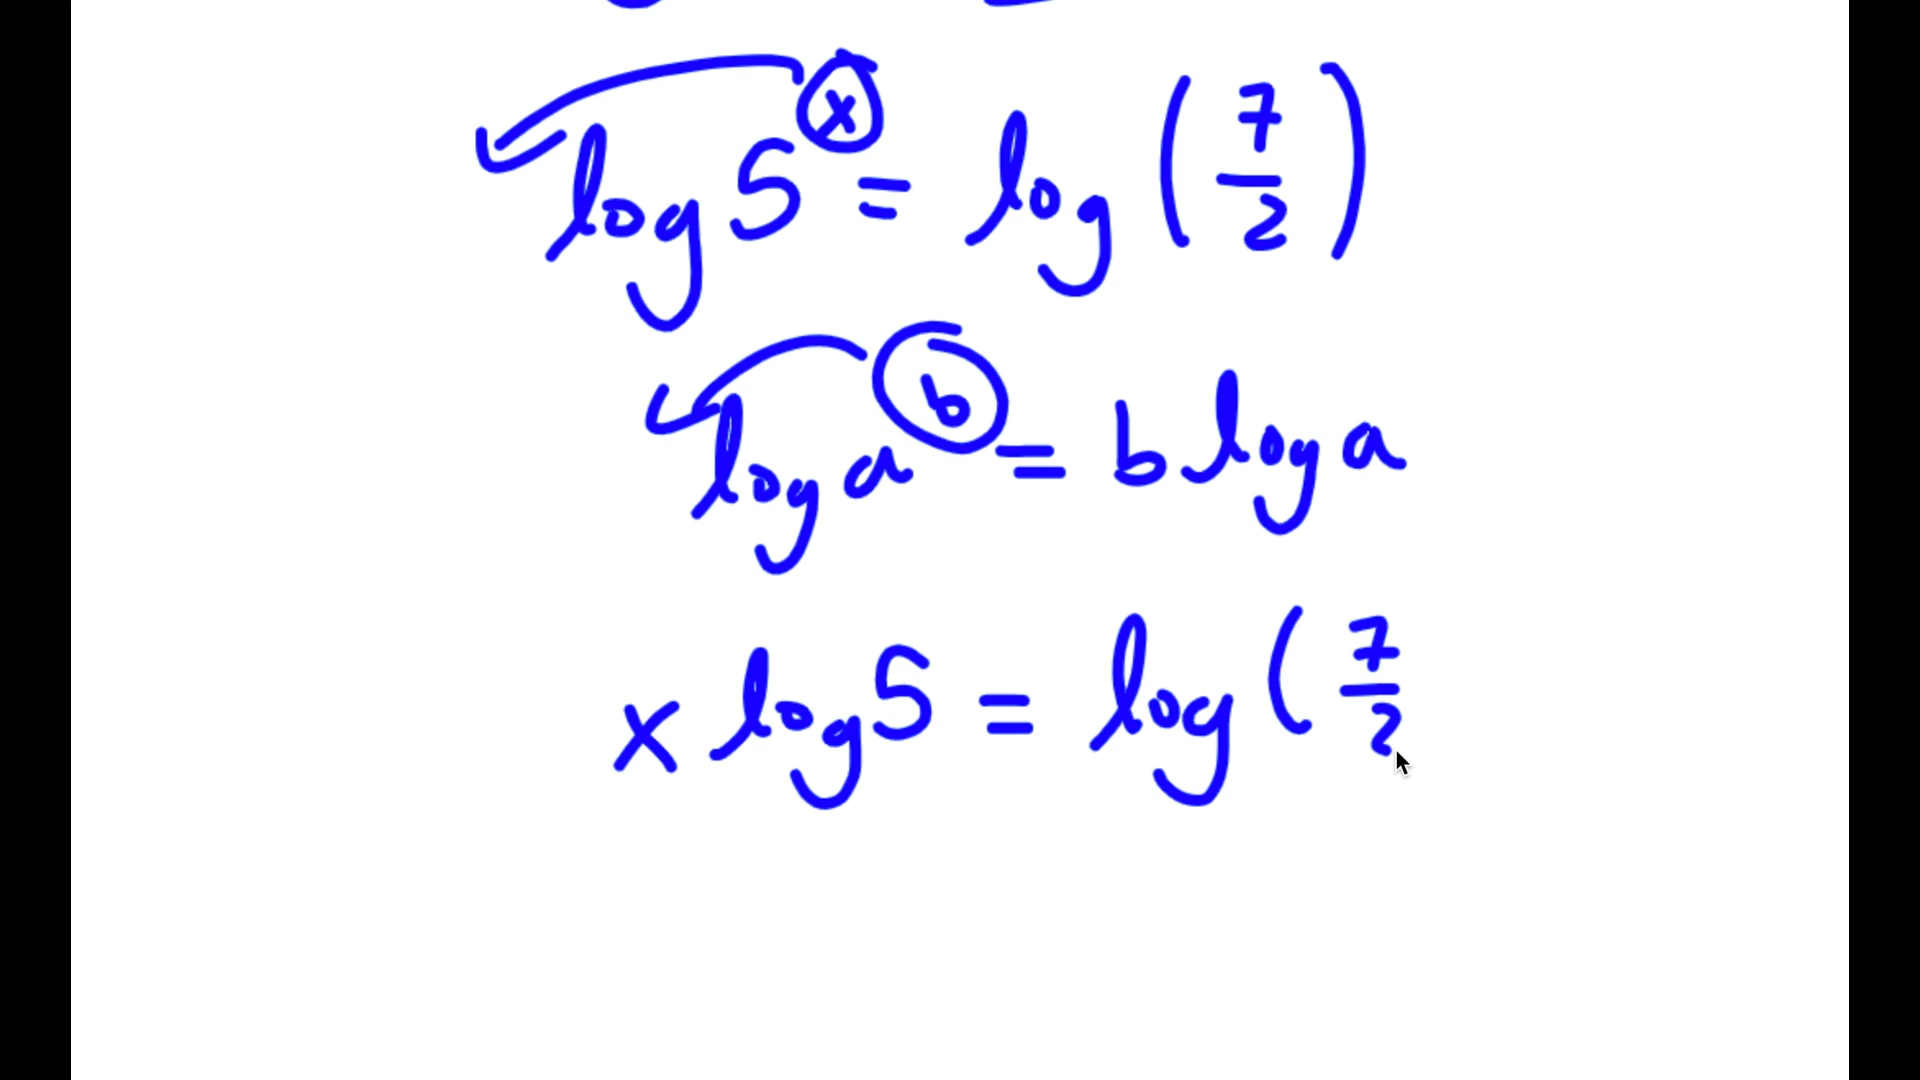 log 5^x = log (7/2)
log a^b = b log a
x log 5 = log (7/2